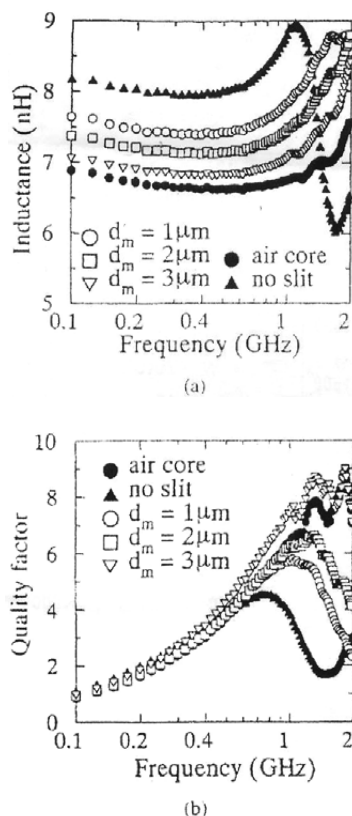 (a)
9
8
7
6
5
Inductance (nH)
d_m = 1μm
d_m = 2μm
d_m = 3μm
air core
no slit
0.1 0.2 0.4 1 2
Frequency (GHz)
(a)
10
8
6
4
2
0
Quality factor
air core
no slit
d_m = 1μm
d_m = 2μm
d_m = 3μm
0.1 0.2 0.4 1 2
Frequency (GHz)
(b)